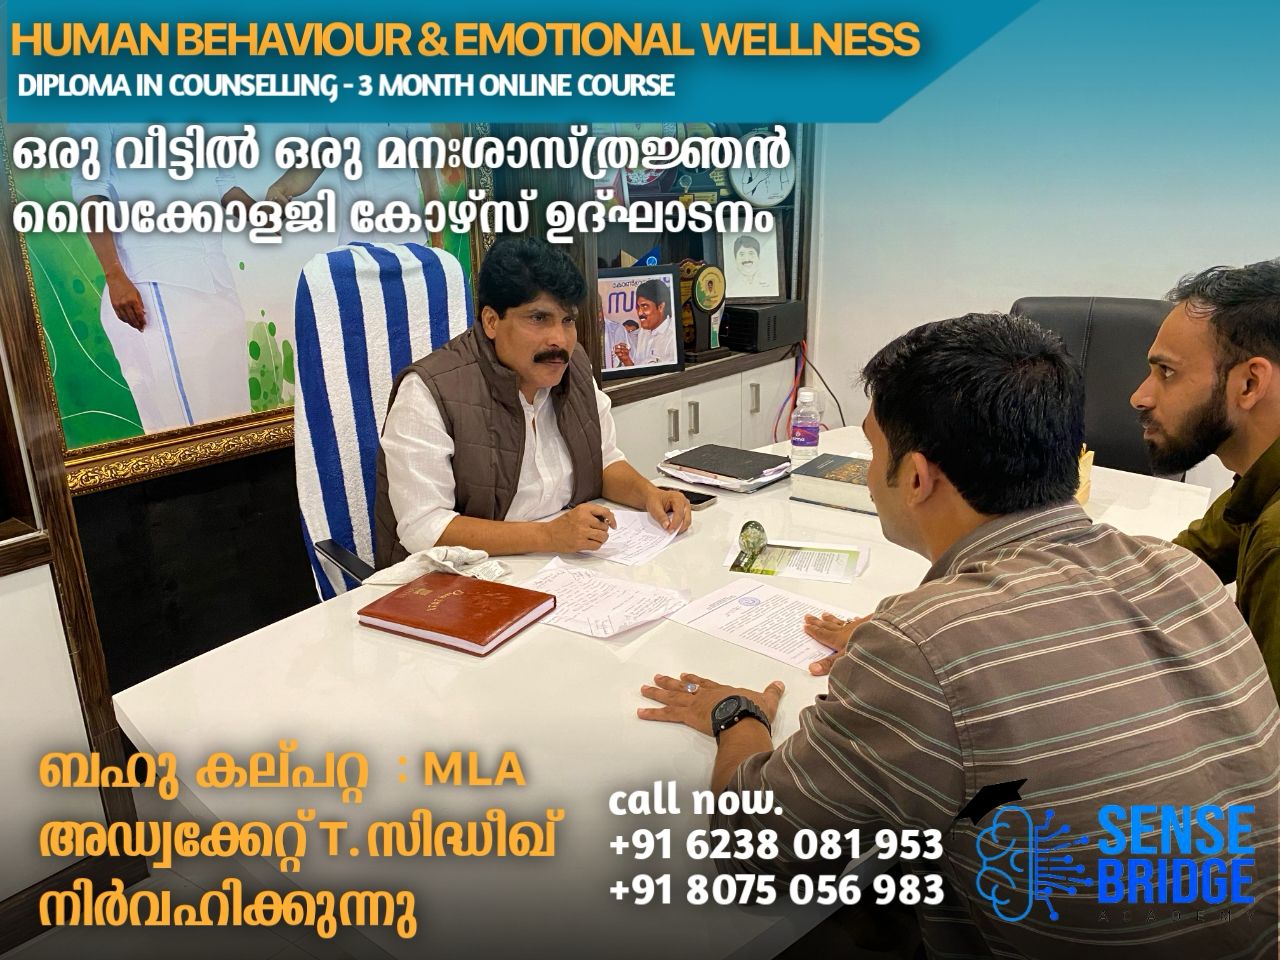 HUMAN BEHAVIOUR & EMOTIONAL WELLNESS
DIPLOMA IN COUNSELLING - 3 MONTH ONLINE COURSE
ഒരു വീട്ടിൽ ഒരു മനഃശാസ്ത്രജ്ഞൻ
സൈക്കോളജി കോഴ്സ് ഉദ്ഘാടനം
ബഹു കല്പറ്റ : MLA
അഡ്വക്കേറ്റ് T. സിദ്ധീഖ്
നിർവഹിക്കുന്നു
call now.
+91 6238 081 953
+91 8075 056 983
SENSE
BRIDGE
ACADEMY